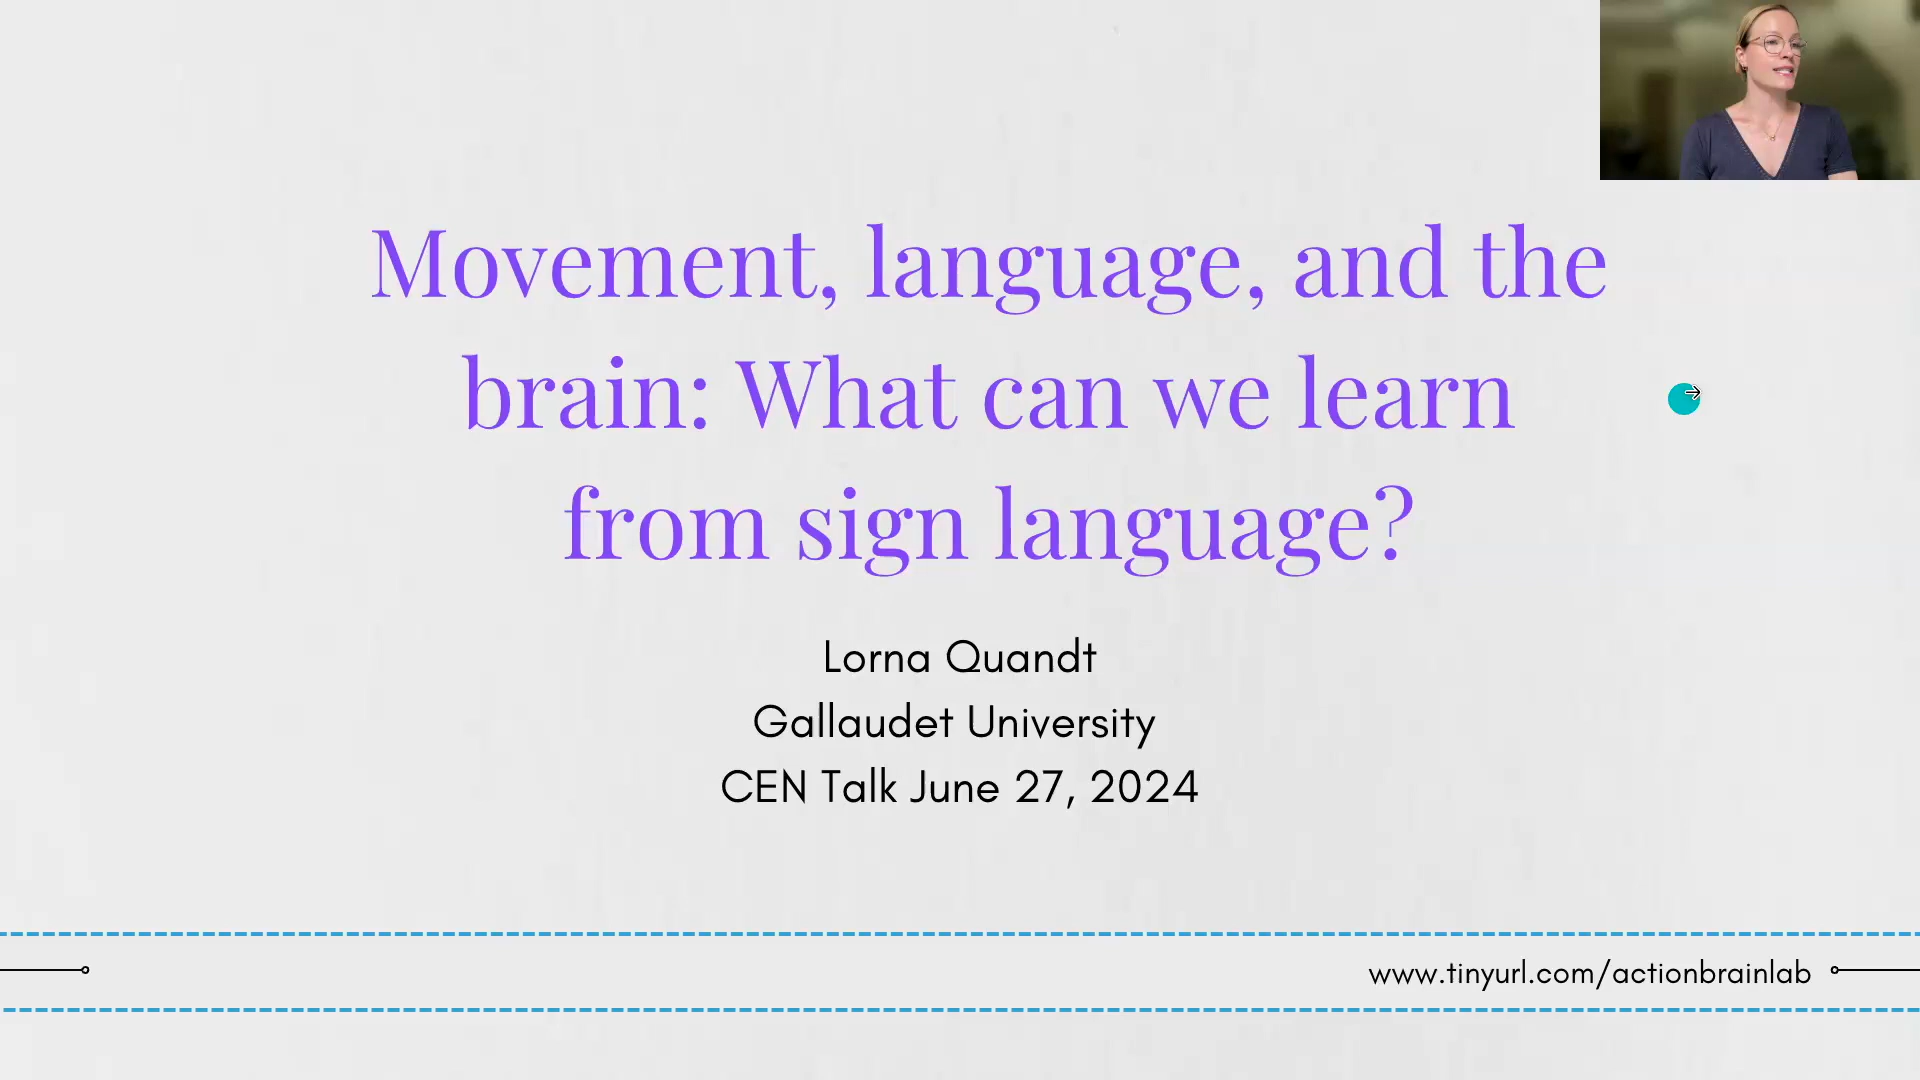 Movement, language, and the
brain: What can we learn
from sign language?
Lorna Quandt
Gallaudet University
CEN Talk June 27, 2024
www.tinyurl.com/actionbrainlab